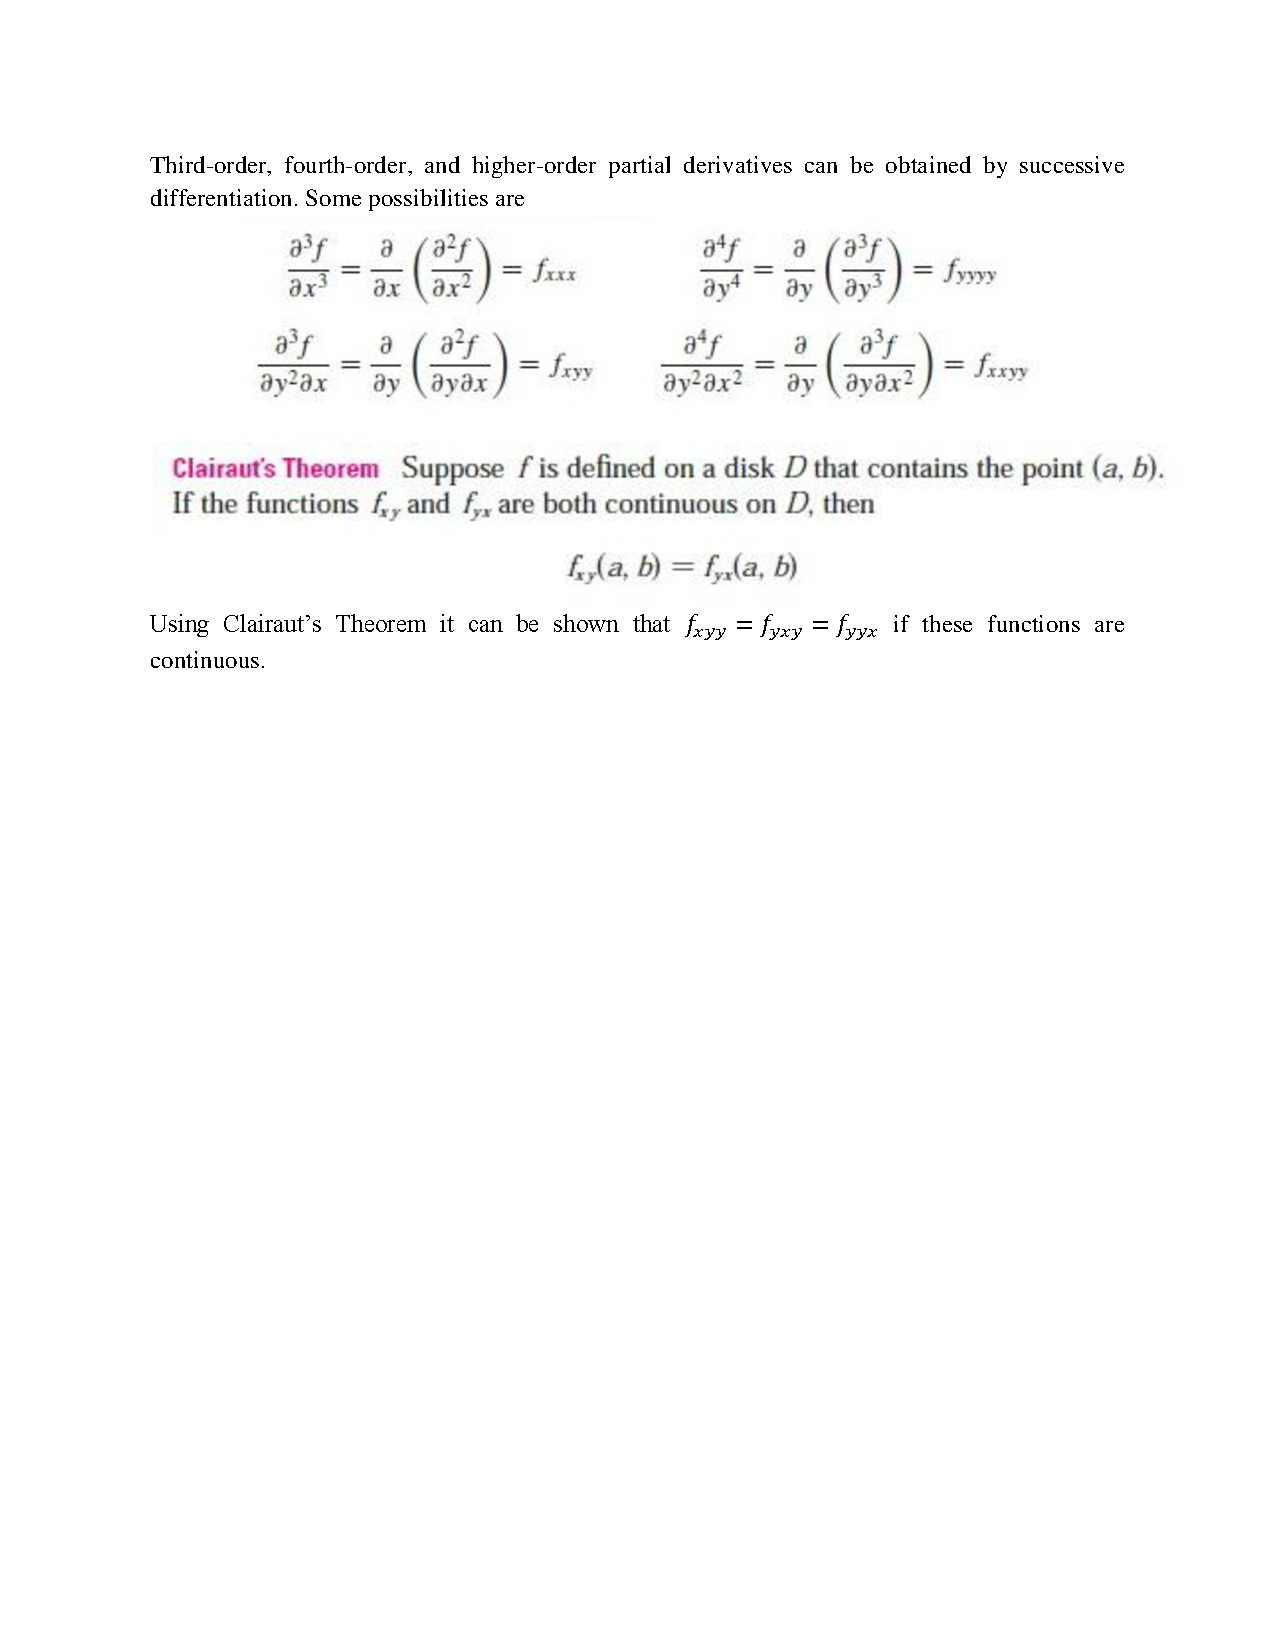 Third-order, fourth-order, and higher-order partial derivatives can be obtained by successive
differentiation. Some possibilities are
∂³f/∂x³ = ∂/∂x (∂²f/∂x²) = fₓₓₓ    ∂⁴f/∂y⁴ = ∂/∂y (∂³f/∂y³) = f_yyyy
∂³f/∂y²∂x = ∂/∂y (∂²f/∂y∂x) = f_xyy    ∂⁴f/∂y²∂x² = ∂/∂y (∂³f/∂y∂x²) = f_xxyy
Clairaut's Theorem Suppose f is defined on a disk D that contains the point (a, b).
If the functions f_xy and f_yx are both continuous on D, then
f_xy(a, b) = f_yx(a, b)
Using Clairaut's Theorem it can be shown that f_xyy = f_yxy = f_yyx if these functions are
continuous.